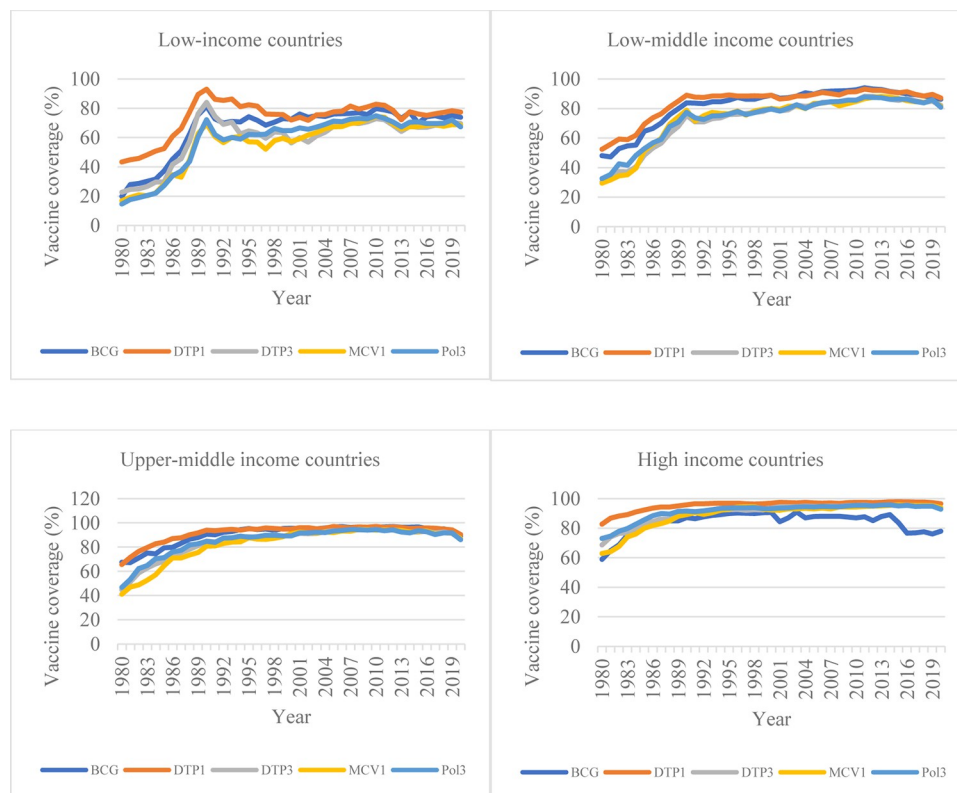 Low-income countries
Vaccine coverage (%)
100
80
60
40
20
0
1980 1983 1986 1989 1992 1995 1998 2001 2004 2007 2010 2013 2016 2019
Year
BCG DTP1 DTP3 MCV1 Pol3
Low-middle income countries
Vaccine coverage (%)
100
80
60
40
20
0
1980 1983 1986 1989 1992 1995 1998 2001 2004 2007 2010 2013 2016 2019
Year
BCG DTP1 DTP3 MCV1 Pol3
Upper-middle income countries
Vaccine coverage (%)
120
100
80
60
40
20
0
1980 1983 1986 1989 1992 1995 1998 2001 2004 2007 2010 2013 2016 2019
Year
BCG DTP1 DTP3 MCV1 Pol3
High income countries
Vaccine coverage (%)
100
80
60
40
20
0
1980 1983 1986 1989 1992 1995 1998 2001 2004 2007 2010 2013 2016 2019
Year
BCG DTP1 DTP3 MCV1 Pol3